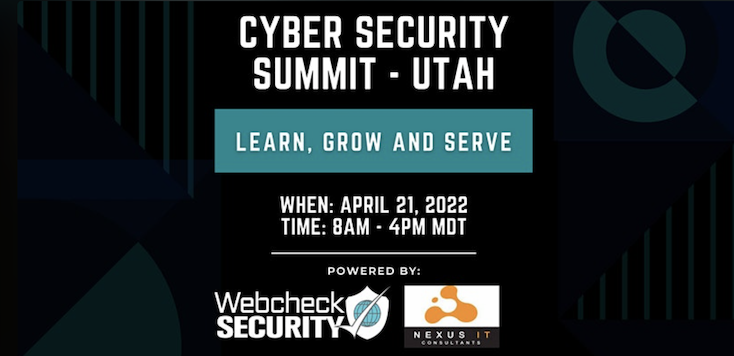 CYBER SECURITY
SUMMIT - UTAH
LEARN, GROW AND SERVE
WHEN: APRIL 21, 2022
TIME: 8AM - 4PM MDT
POWERED BY:
Webcheck
SECURITY
NEXUS IT
CONSULTANTS